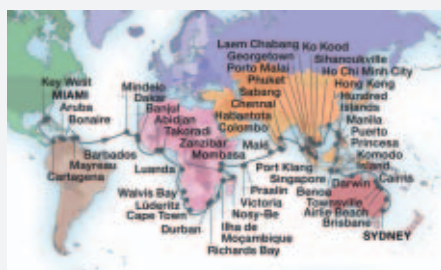 Key West
MIAMI
Aruba
Bonaire
Barbados
Mayreau
Cartagena
Mindelo
Dakar
Banjul
Abidjan
Takoradi
Zanzibar
Mombasa
Luanda
Walvis Bay
Lüderitz
Cape Town
Durban
Richards Bay
Ilha de
Moçambique
Nosy-Be
Victoria
Praslin
Malé
Laem Chabang
Georgetown
Porto Malai
Phuket
Sabang
Chennai
Habantota
Colombo
Ko Kood
Sihanoukville
Ho Chi Minh City
Hong Kong
Hundred
Islands
Manila
Puerto
Princesa
Komodo
Island
Port Klang
Singapore
Benoa
Darwin
Cairns
Townsville
Airlie Beach
Brisbane
SYDNEY